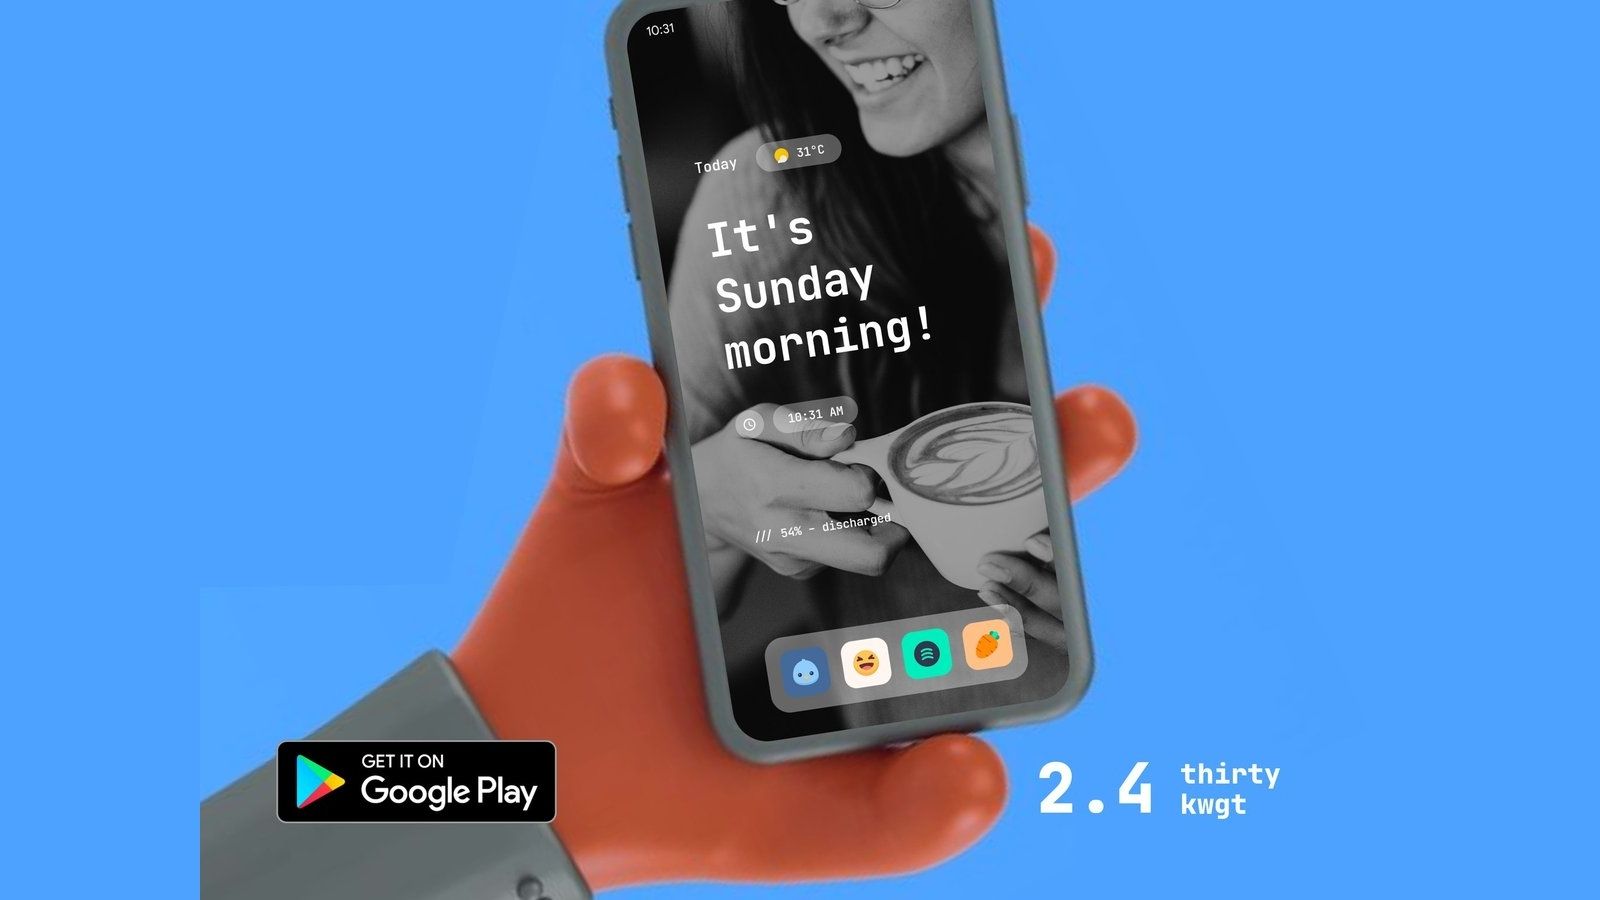 10:31
Today
31°C
It's
Sunday
morning!
10:31 AM
/// 54% - discharged
GET IT ON
Google Play
2.4
thirty
kwgt